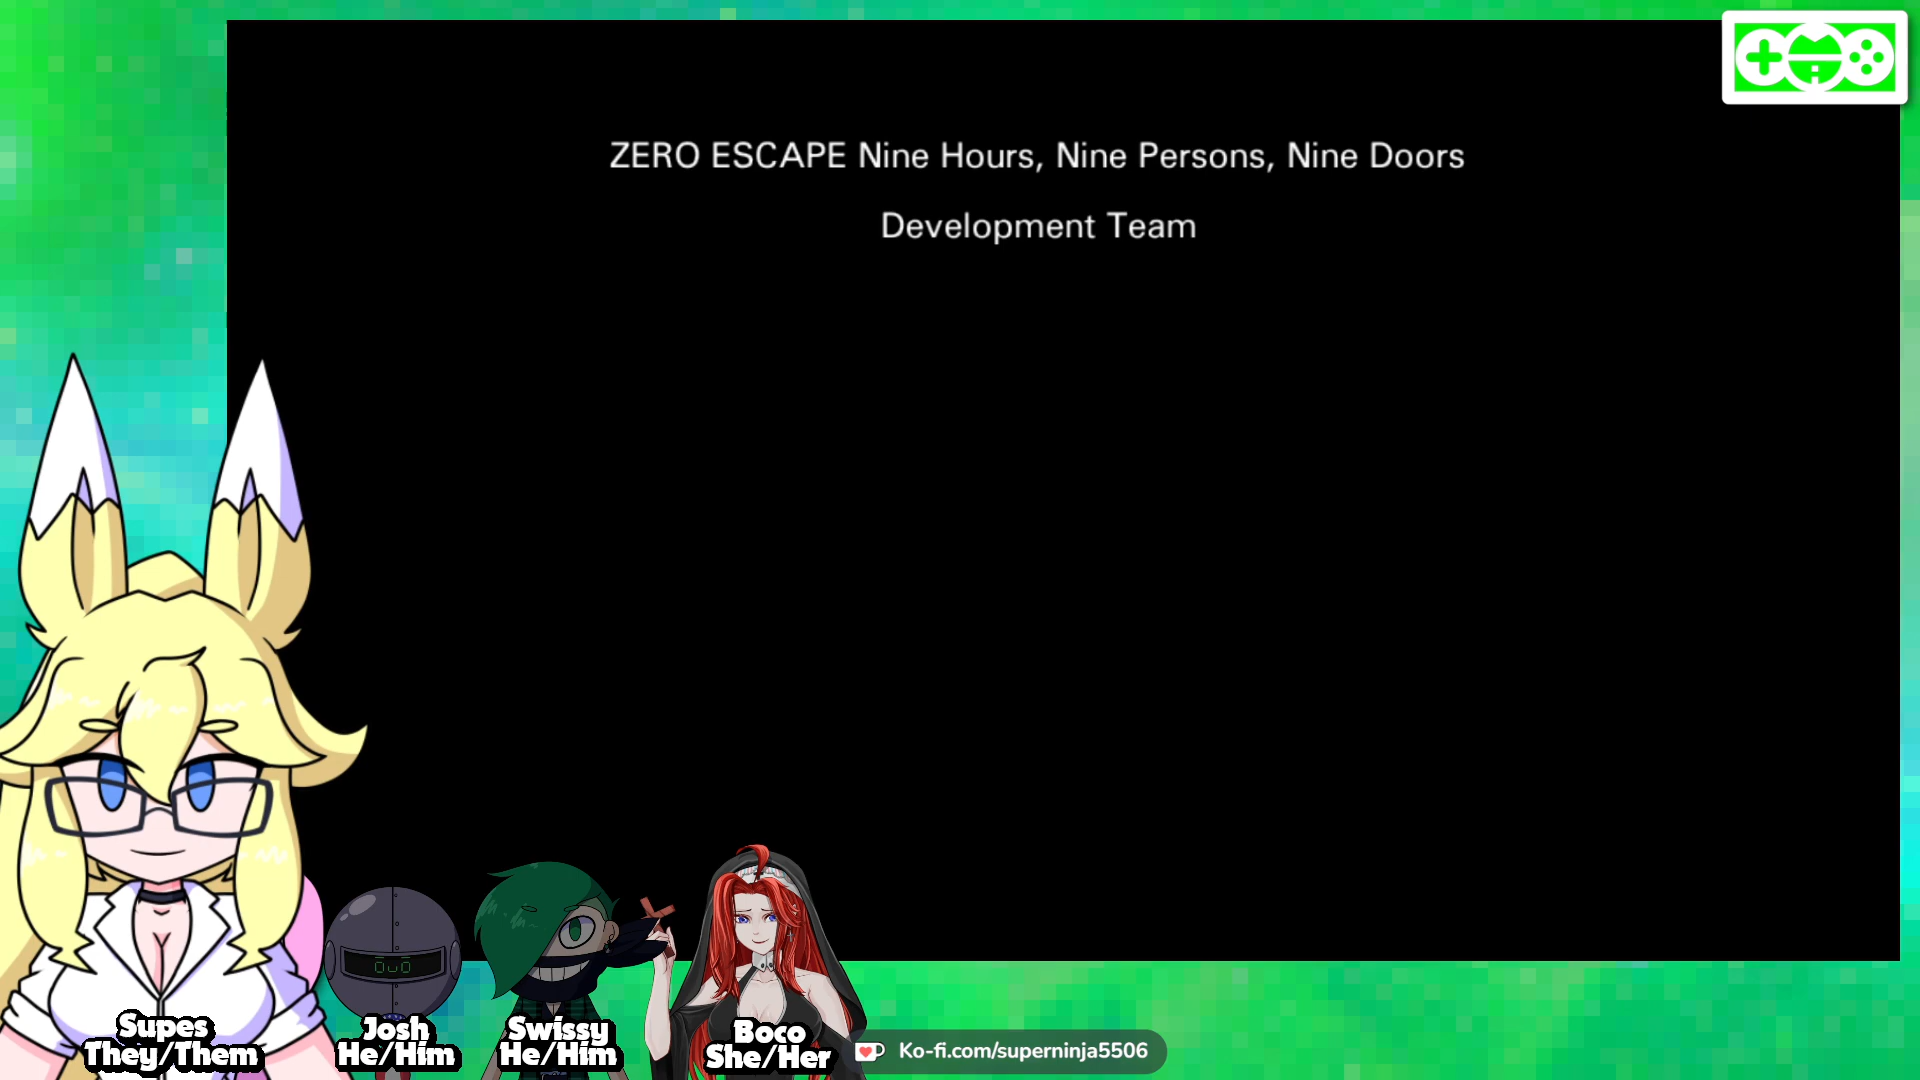 ZERO ESCAPE Nine Hours, Nine Persons, Nine Doors
Development Team
Supes
They/Them
Josh
He/Him
Swissy
He/Him
Boco
She/Her
Ko-fi.com/superninja5506